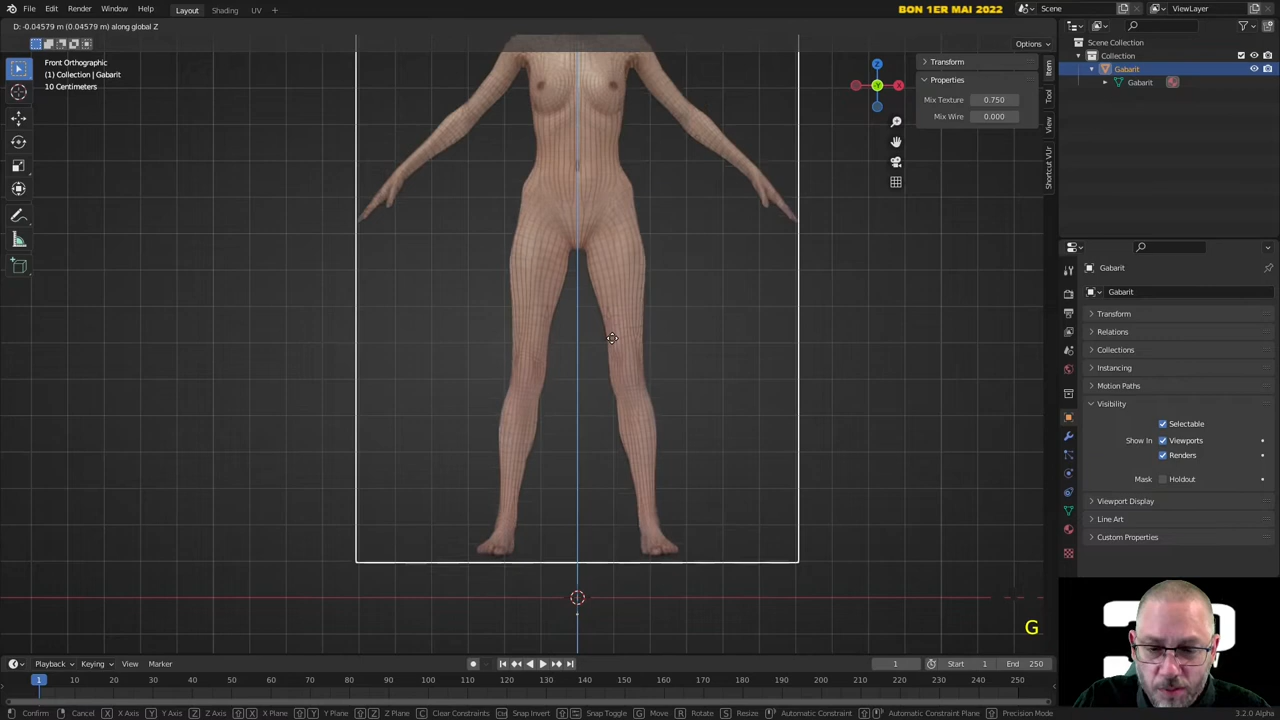 File Edit Render Window Help Layout Shading UV + BON 1ER MAI 2022 Scene ViewLayer
D: -0.04579 m (0.04579 m) along global Z
Options
Front Orthographic
(1) Collection | Gabarit
10 Centimeters
Transform
Properties
Mix Texture 0.750
Mix Wire 0.000
Item
Tool
View
Shortcut VUr
Z
X
Y
Scene Collection
Collection
Gabarit
Gabarit
Gabarit
Gabarit
Transform
Relations
Collections
Instancing
Motion Paths
Visibility
Selectable
Show In Viewports
Renders
Mask Holdout
Viewport Display
Line Art
Custom Properties
G
Playback Keying View Marker 1 Start 1 End 250
1 10 20 30 40 50 60 70 80 90 100 110 120 130 140 150 160 170 180 190 200 210 220 230 240 250
Confirm Cancel X X Axis Y Y Axis Z Z Axis X X Plane Y Y Plane Z Z Plane C Clear Constraints Snap Invert Snap Toggle G Move R Rotate S Resize Automatic Constraint Automatic Constraint Plane Precision Mode 3.2.0 Alpha